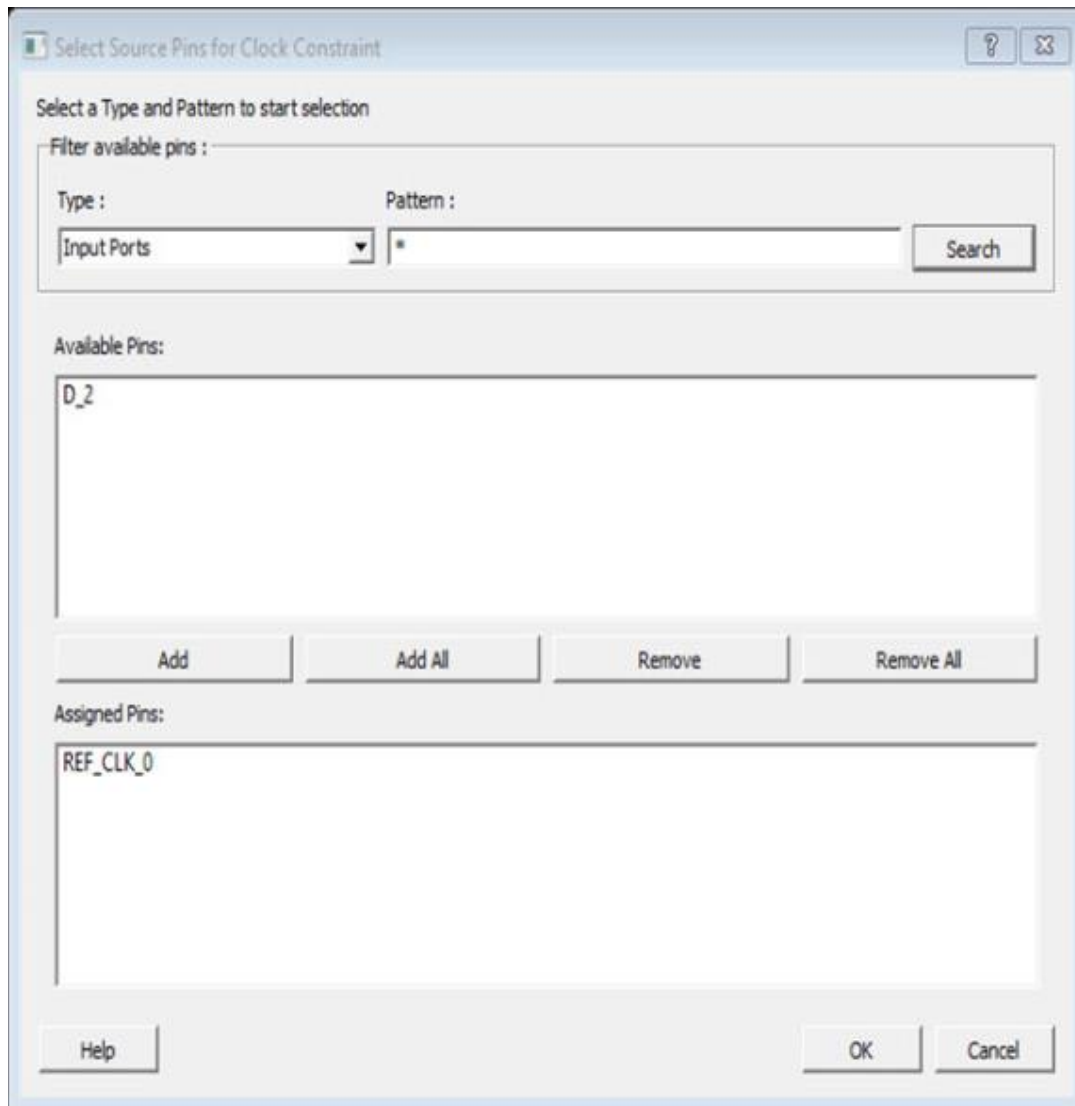 Select Source Pins for Clock Constraint
Select a Type and Pattern to start selection
Filter available pins :
Type : Pattern :
Input Ports * Search
Available Pins:
D_2
Add Add All Remove Remove All
Assigned Pins:
REF_CLK_0
Help OK Cancel